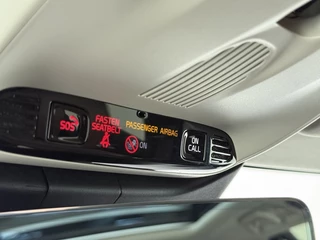 SOS
FASTEN
SEATBELT
PASSENGER AIRBAG
ON
ON
CALL